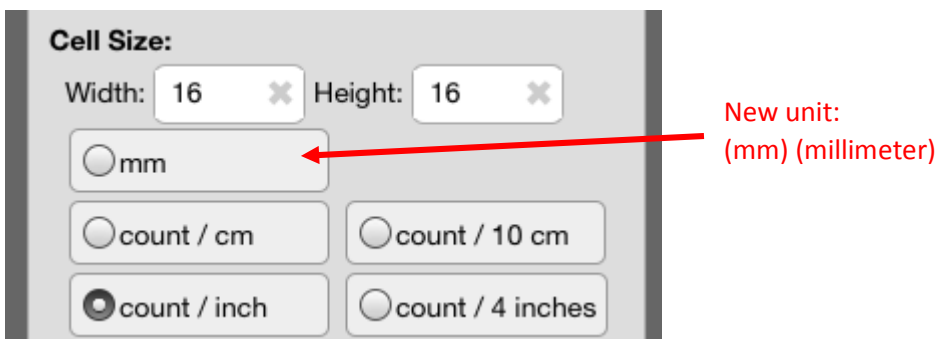 Cell Size:
Width: 16 Height: 16
New unit:
(mm) (millimeter)
mm
count / cm count / 10 cm
count / inch count / 4 inches